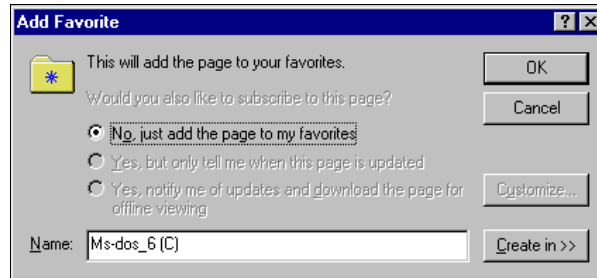 Add Favorite
This will add the page to your favorites.
OK
Would you also like to subscribe to this page?
Cancel
No, just add the page to my favorites
Yes, but only tell me when this page is updated
Yes, notify me of updates and download the page for
offline viewing
Customize...
Name: Ms-dos_6 (C)
Create in >>